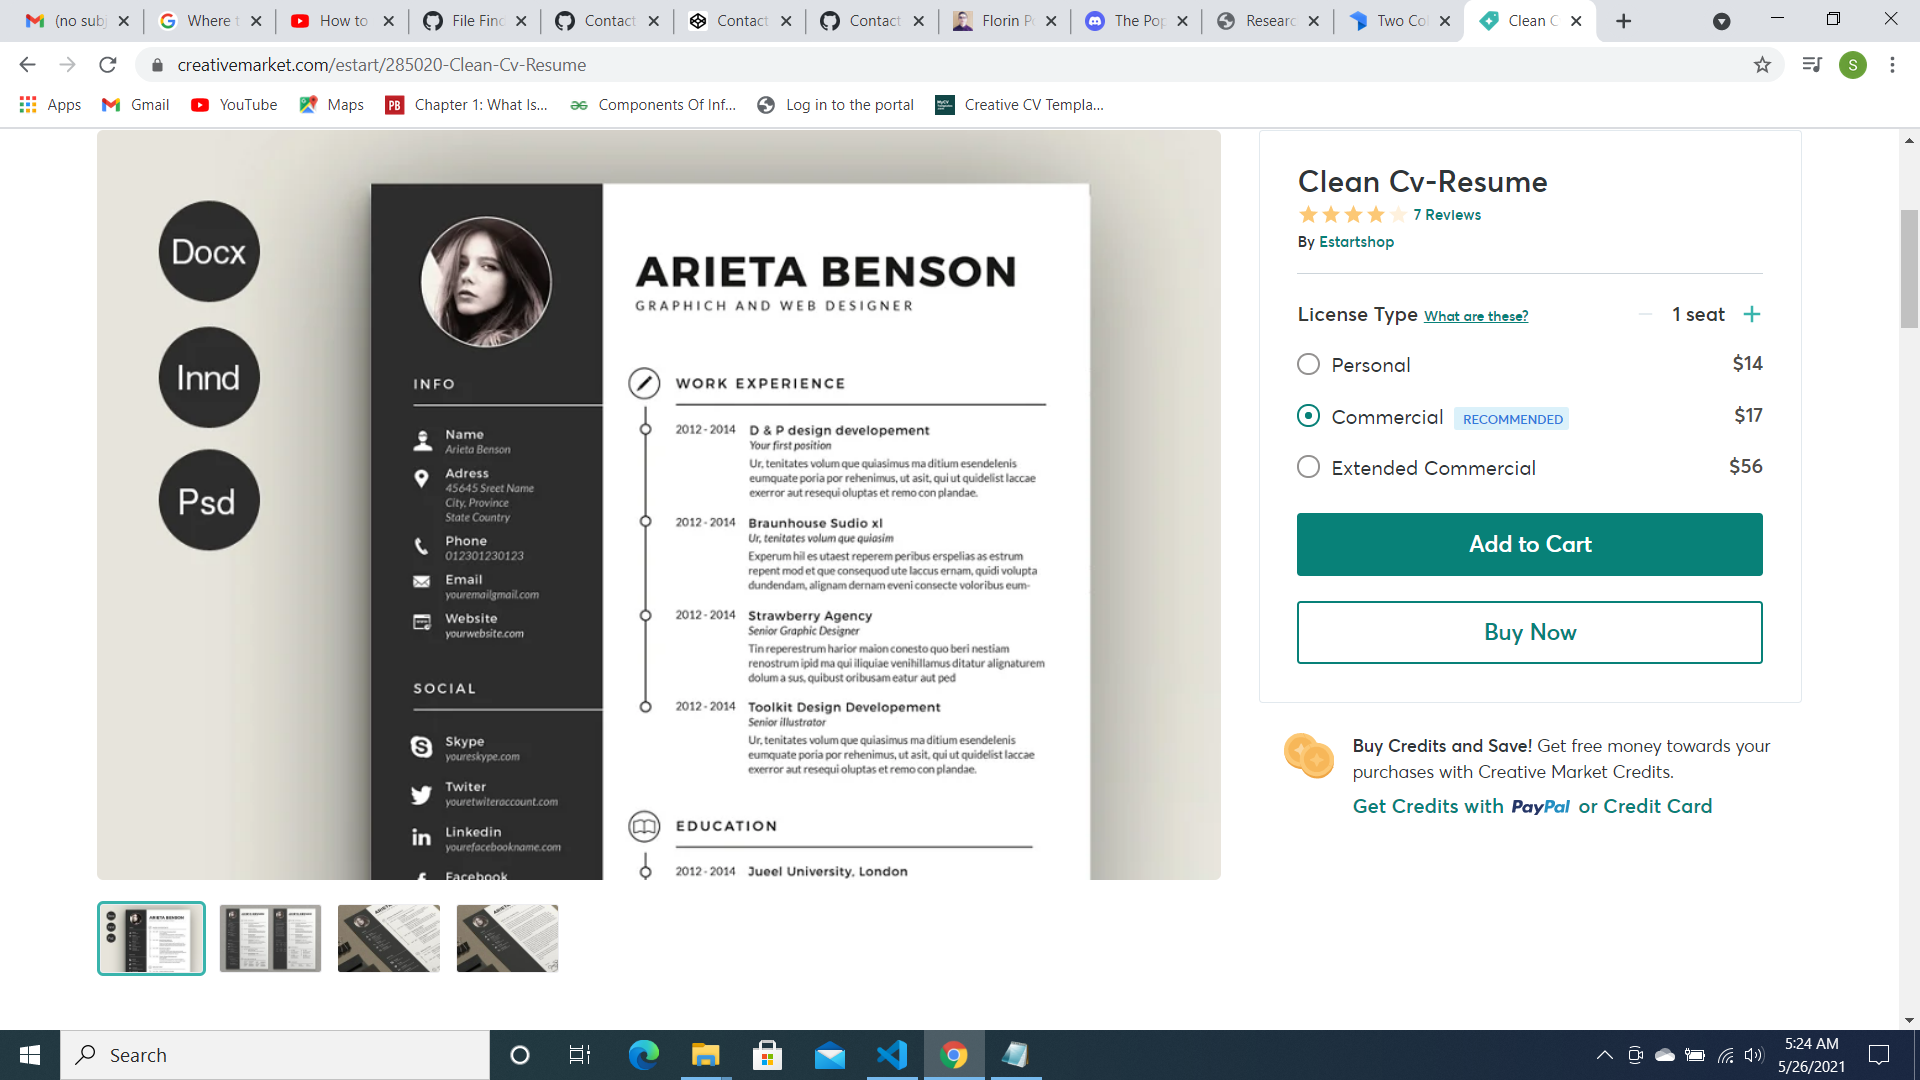 (no subj
Where t
How to
File Find
Contact
Contact
Contact
Florin P
The Pop
Researc
Two Col
Clean C
creativemarket.com/estart/285020-Clean-Cv-Resume
S
Apps
Gmail
YouTube
Maps
PB
Chapter 1: What Is...
Components Of Inf...
Log in to the portal
Creative CV Templa...
Docx
Innd
Psd
INFO
Name
Arieta Benson
Adress
45645 Sreet Name
City, Province
State Country
Phone
012301230123
Email
youremailgmail.com
Website
yourwebsite.com
SOCIAL
Skype
youreskype.com
Twiter
youretwiteraccount.com
Linkedin
yourefacebookname.com
Facebook
ARIETA BENSON
GRAPHICH AND WEB DESIGNER
WORK EXPERIENCE
2012 - 2014 D & P design developement
Your first position
Ur, tenitates volum que quiasimus ma ditium esendelenis
eumquate poria por rehenimus, ut asit, qui ut quidelist laccae
exerror aut resequi oluptas et remo con plandae.
2012 - 2014 Braunhouse Sudio xl
Ur, tenitates volum que quiasim
Experum hil es utaest reperem peribus erspelias as estrum
repent mod et que consequod ute laccus ernam, quidi volupta
dundendam, alignam dernam eveni consecte voloribus eum-
2012 - 2014 Strawberry Agency
Senior Graphic Designer
Tin reperestrum harior maion conesto quo beri nestiam
renostrum ipid ma qui iliquiae venihillamus ditatur alignaturem
dolum a sus, quibust oribusam eatur aut ped
2012 - 2014 Toolkit Design Developement
Senior illustrator
Ur, tenitates volum que quasimus ma ditium esendelenis
eumquate poria por rehenimus, ut asit, qui ut quidelist laccae
exerror aut resequi oluptas et remo con plandae.
EDUCATION
2012 - 2014 Jueel University, London
Clean Cv-Resume
7 Reviews
By Estartshop
License Type What are these?
1 seat
Personal $14
Commercial RECOMMENDED $17
Extended Commercial $56
Add to Cart
Buy Now
Buy Credits and Save! Get free money towards your
purchases with Creative Market Credits.
Get Credits with PayPal or Credit Card
Search
5:24 AM
5/26/2021